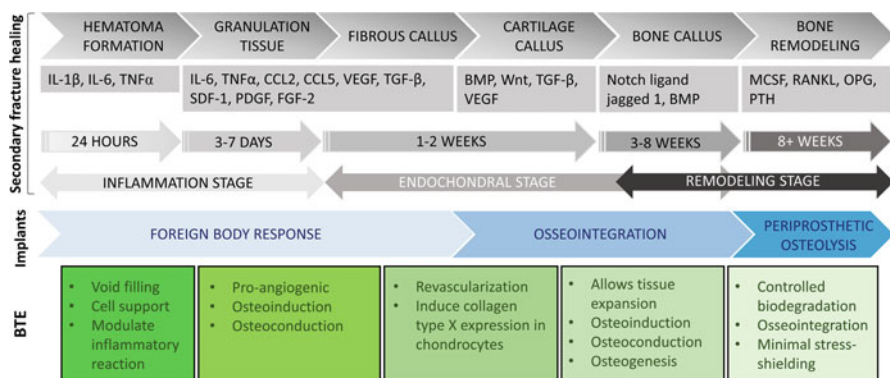 Secondary fracture healing
HEMATOMA
FORMATION
GRANULATION
TISSUE
FIBROUS CALLUS
CARTILAGE
CALLUS
BONE CALLUS
BONE
REMODELING
IL-1β, IL-6, TNFα
IL-6, TNFα, CCL2, CCL5, VEGF, TGF-β,
SDF-1, PDGF, FGF-2
BMP, Wnt, TGF-β,
VEGF
Notch ligand
jagged 1, BMP
MCSF, RANKL, OPG,
PTH
24 HOURS
3-7 DAYS
1-2 WEEKS
3-8 WEEKS
8+ WEEKS
INFLAMMATION STAGE
ENDOCHONDRAL STAGE
REMODELING STAGE
Implants
FOREIGN BODY RESPONSE
OSSEOINTEGRATION
PERIPROSTHETIC
OSTEOLYSIS
BTE
• Void filling
• Cell support
• Modulate
inflammatory
reaction
• Pro-angiogenic
• Osteoinduction
• Osteoconduction
• Revascularization
• Induce collagen
type X expression in
chondrocytes
• Allows tissue
expansion
• Osteoinduction
• Osteoconduction
• Osteogenesis
• Controlled
biodegradation
• Osseointegration
• Minimal stress-
shielding